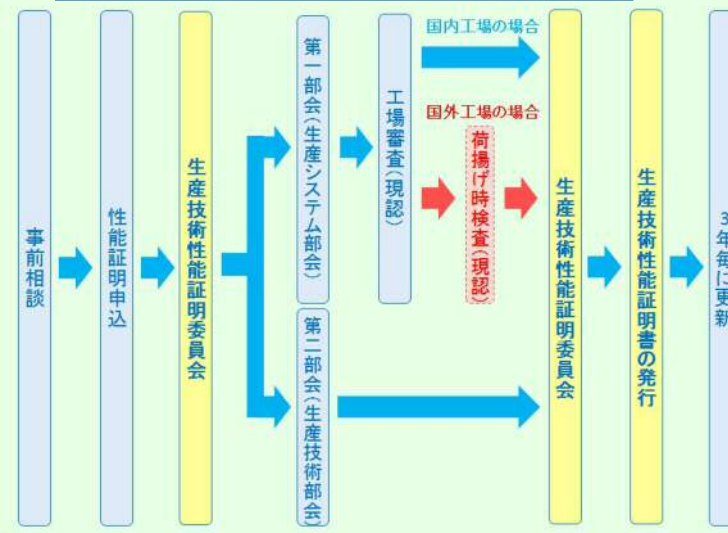 事前相談
性能証明申込
生産技術性能証明委員会
第一部会(生産システム部会)
第二部会(生産技術部会)
工場審査(現認)
国内工場の場合
国外工場の場合
荷揚げ時検査(現認)
生産技術性能証明委員会
生産技術性能証明書の発行
3年毎に更新